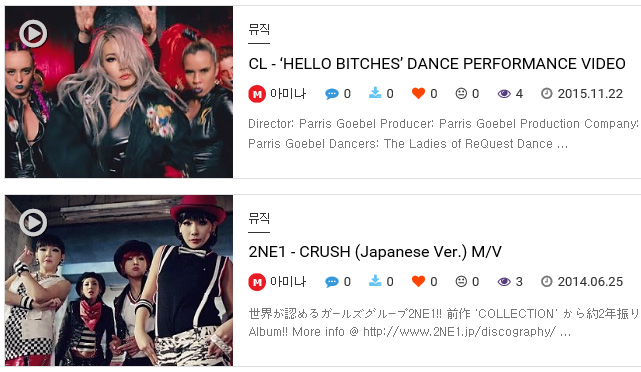 뮤직
CL - ‘HELLO BITCHES’ DANCE PERFORMANCE VIDEO
M 아미나 0 0 0 0 4 2015.11.22
Director: Parris Goebel Producer: Parris Goebel Production Company:
Parris Goebel Dancers: The Ladies of ReQuest Dance ...
뮤직
2NE1 - CRUSH (Japanese Ver.) M/V
M 아미나 0 0 0 0 3 2014.06.25
世界が認めるガールズグループ2NE1!! 前作 'COLLECTION' から約2年振り
Album!! More info @ http://www.2NE1.jp/discography/ ...